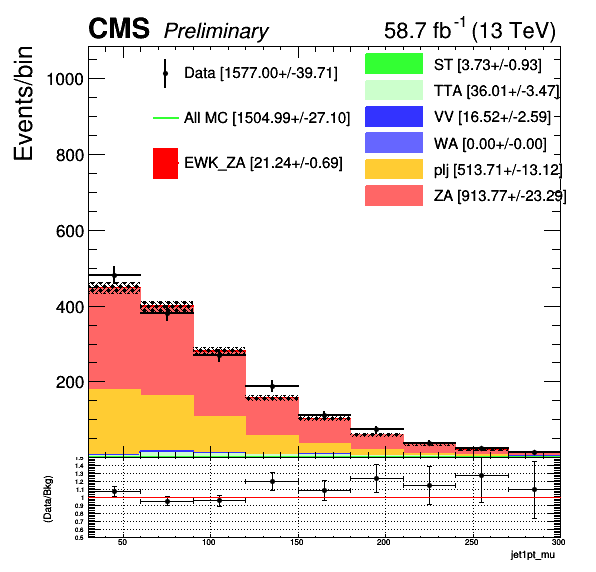 CMS Preliminary 58.7 fb-1 (13 TeV)
Events/bin
1000
800
600
400
200
Data [1577.00+/-39.71]
All MC [1504.99+/-27.10]
EWK_ZA [21.24+/-0.69]
ST [3.73+/-0.93]
TTA [36.01+/-3.47]
VV [16.52+/-2.59]
WA [0.00+/-0.00]
plj [513.71+/-13.12]
ZA [913.77+/-23.29]
(Data/Bkg)
1.5
1.4
1.3
1.2
1.1
1
0.9
0.8
0.7
0.6
0.5
50 100 150 200 250 300
jet1pt_mu